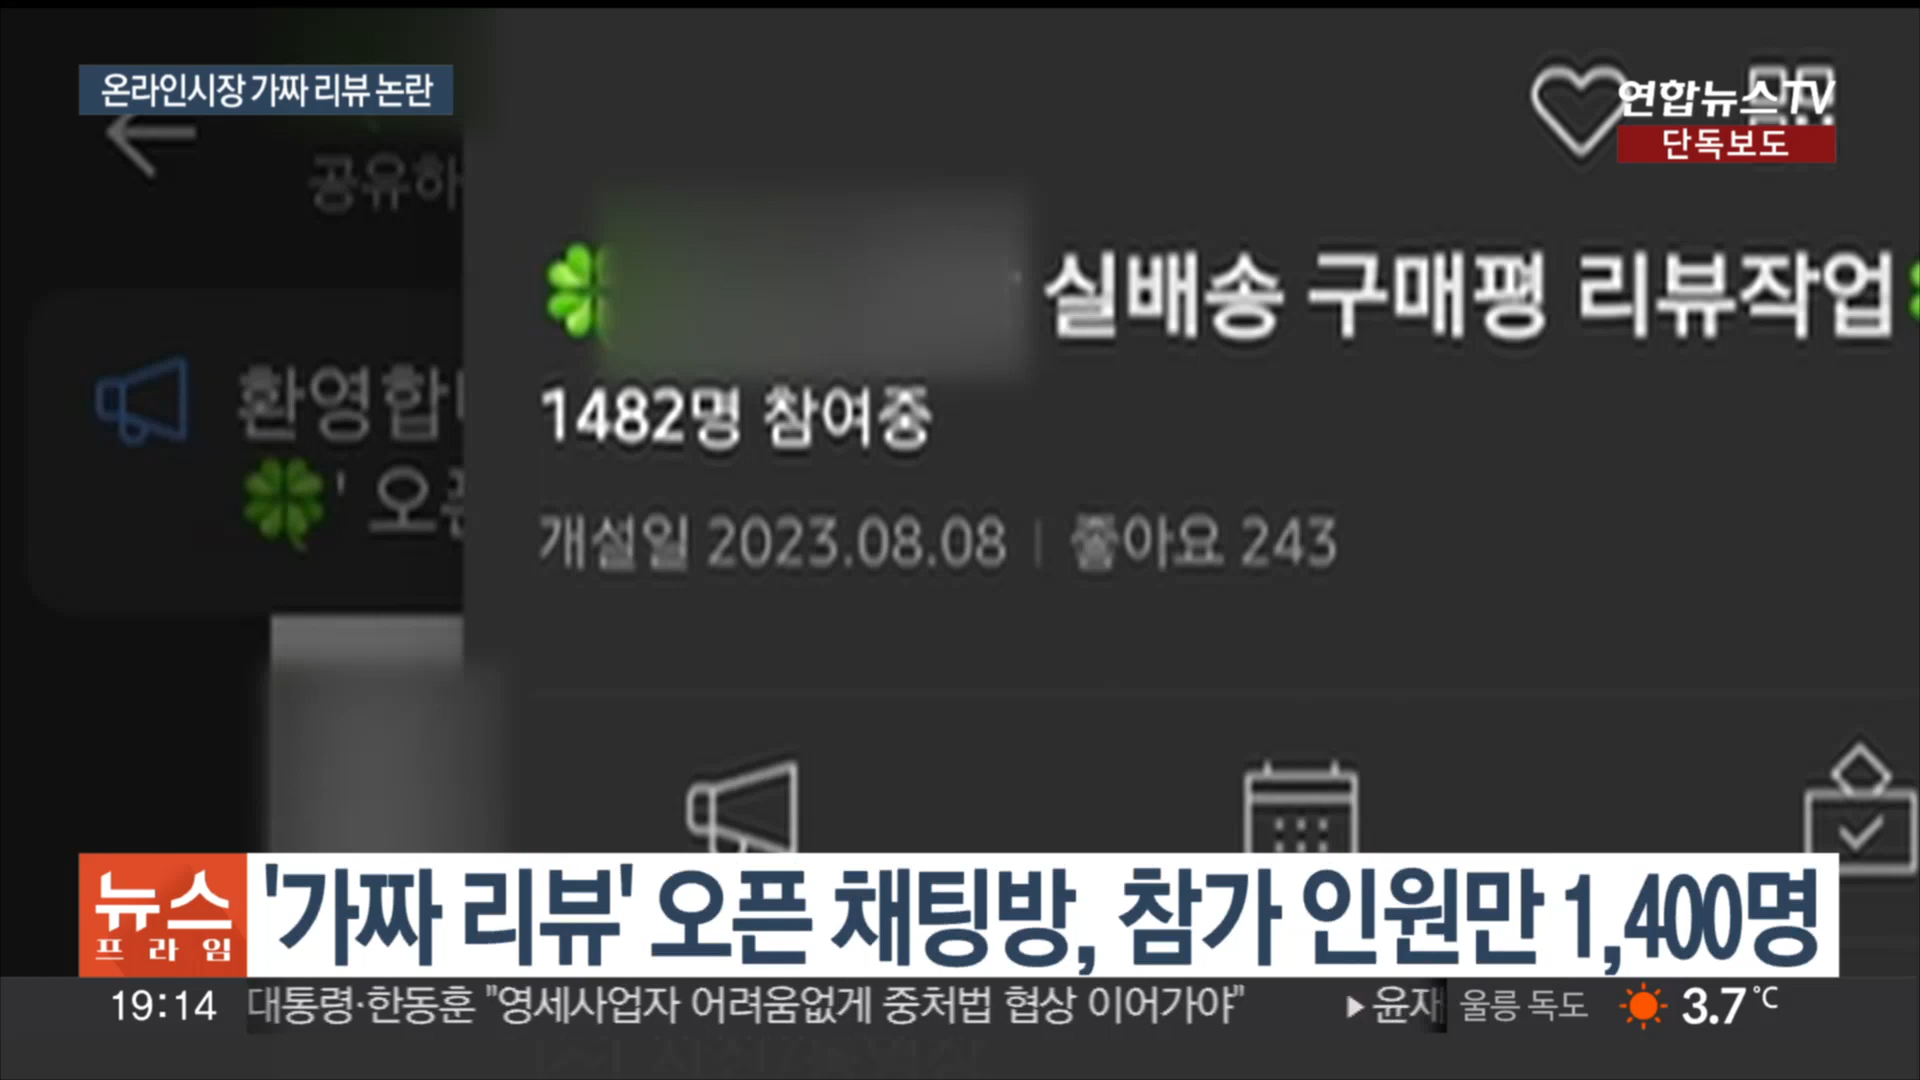 온라인시장 가짜 리뷰 논란
연합뉴스TV
단독보도
공유하
실배송 구매평 리뷰작업
1482명 참여중
환영합
' 오픈
개설일 2023.08.08 | 좋아요 243
뉴스
프라임
'가짜 리뷰' 오픈 채팅방, 참가 인원만 1,400명
19:14 대통령·한동훈 "영세사업자 어려움없게 중처법 협상 이어가야" ▶윤재 울릉 독도 3.7℃